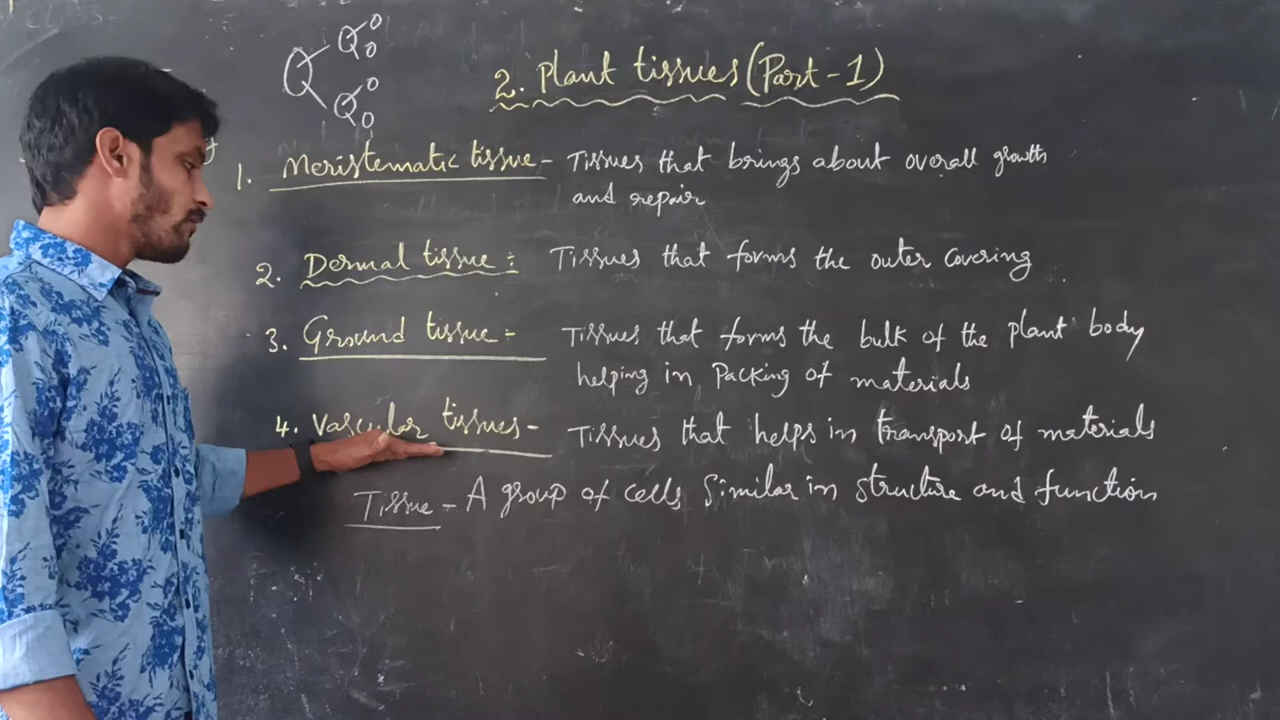 2. Plant tissues (Part-1)
1. Meristematic tissue - Tissues that brings about overall growth
and repair
2. Dermal tissue :- Tissues that forms the outer covering
3. Ground tissue :- Tissues that forms the bulk of the plant body
helping in Packing of materials
4. Vascular tissues - Tissues that helps in transport of materials
Tissue - A group of cells similar in structure and function